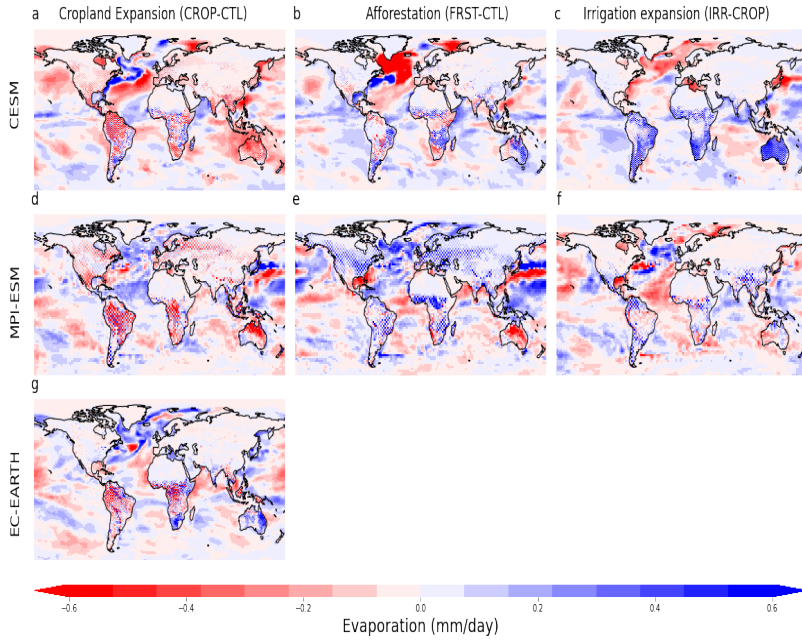 a Cropland Expansion (CROP-CTL)
b Afforestation (FRST-CTL)
c Irrigation expansion (IRR-CROP)
CESM
d
e
f
MPI-ESM
g
EC-EARTH
−0.6 −0.4 −0.2 0.0 0.2 0.4 0.6
Evaporation (mm/day)